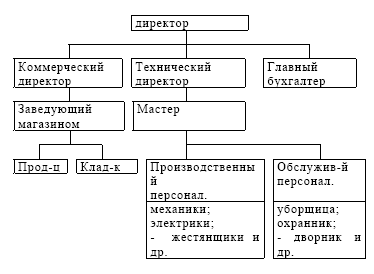 директор
Коммерческий
директор
Технический
директор
Главный
бухгалтер
Заведующий
магазином
Мастер
Прод-ц
Клад-к
Производственны
й
персонал.
механики;
электрики;
- жестянщики и
др.
Обслужив-й
персонал.
уборщица;
охранник;
- дворник и
др.